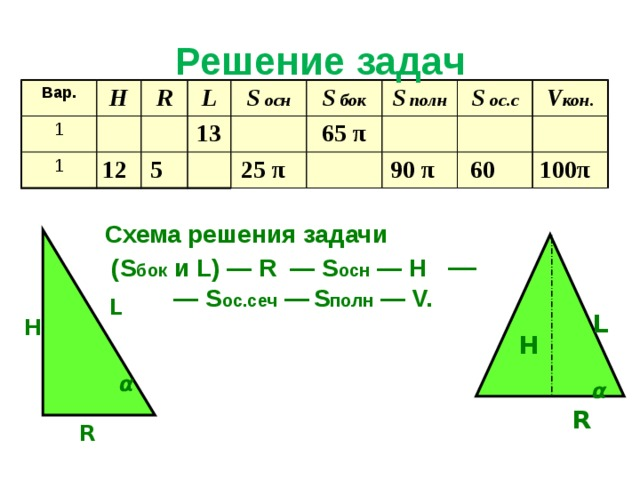 Решение задач
Вар. H R L S осн S бок S полн S ос.с Vкон.
1 13 65 π
1 12 5 25 π 90 π 60 100π
Схема решения задачи
(Sбок и L) — R — Sосн — H —
— Sос.сеч — Sполн — V.
L
H
α
R
L
H
α
R